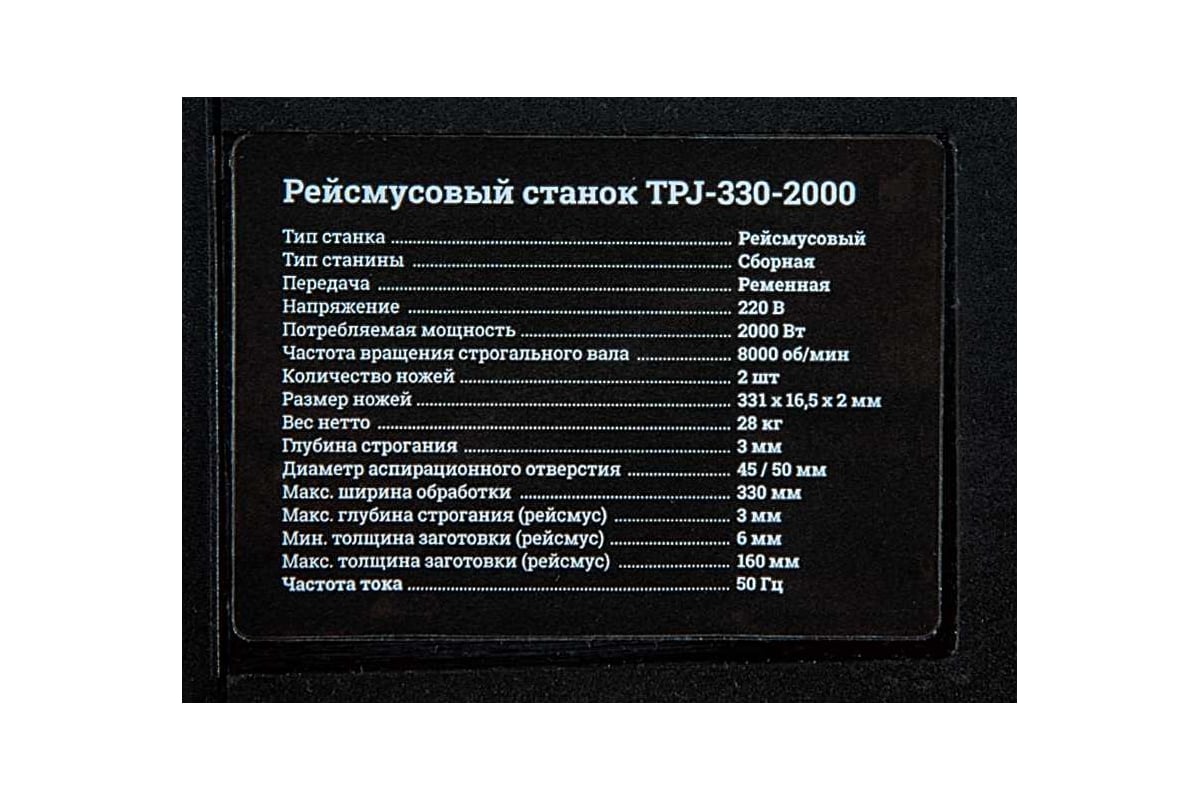 Рейсмусовый станок TPJ-330-2000
Тип станка ........ Рейсмусовый
Тип станины ........ Сборная
Передача ........ Ременная
Напряжение ........ 220 В
Потребляемая мощность ........ 2000 Вт
Частота вращения строгального вала ........ 8000 об/мин
Количество ножей ........ 2 шт
Размер ножей ........ 331 x 16,5 x 2 мм
Вес нетто ........ 28 кг
Глубина строгания ........ 3 мм
Диаметр аспирационного отверстия ........ 45 / 50 мм
Макс. ширина обработки ........ 330 мм
Макс. глубина строгания (рейсмус) ........ 3 мм
Мин. толщина заготовки (рейсмус) ........ 6 мм
Макс. толщина заготовки (рейсмус) ........ 160 мм
Частота тока ........ 50 Гц